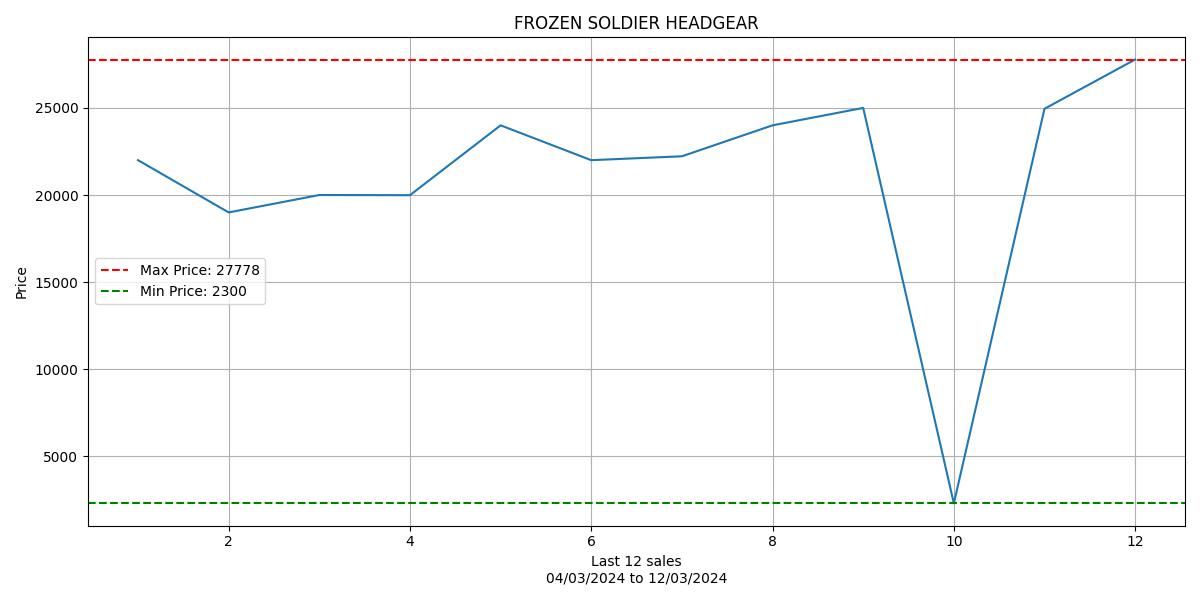 FROZEN SOLDIER HEADGEAR
Price
25000
20000
15000
10000
5000
Max Price: 27778
Min Price: 2300
2 4 6 8 10 12
Last 12 sales
04/03/2024 to 12/03/2024